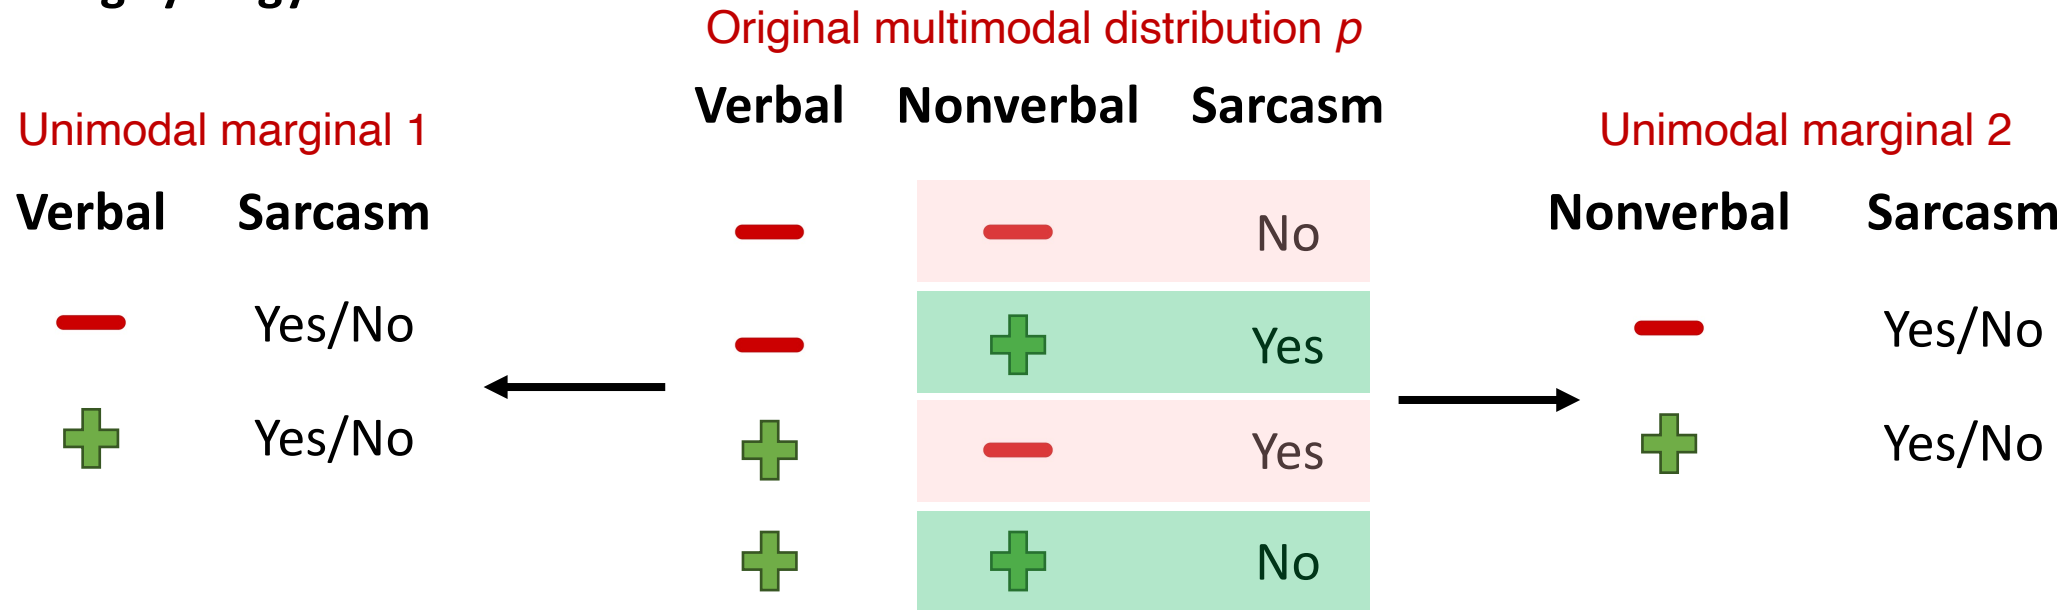 Original multimodal distribution p
Verbal Nonverbal Sarcasm
− − No
− + Yes
+ − Yes
+ + No
Unimodal marginal 1
Verbal Sarcasm
− Yes/No
+ Yes/No
Unimodal marginal 2
Nonverbal Sarcasm
− Yes/No
+ Yes/No